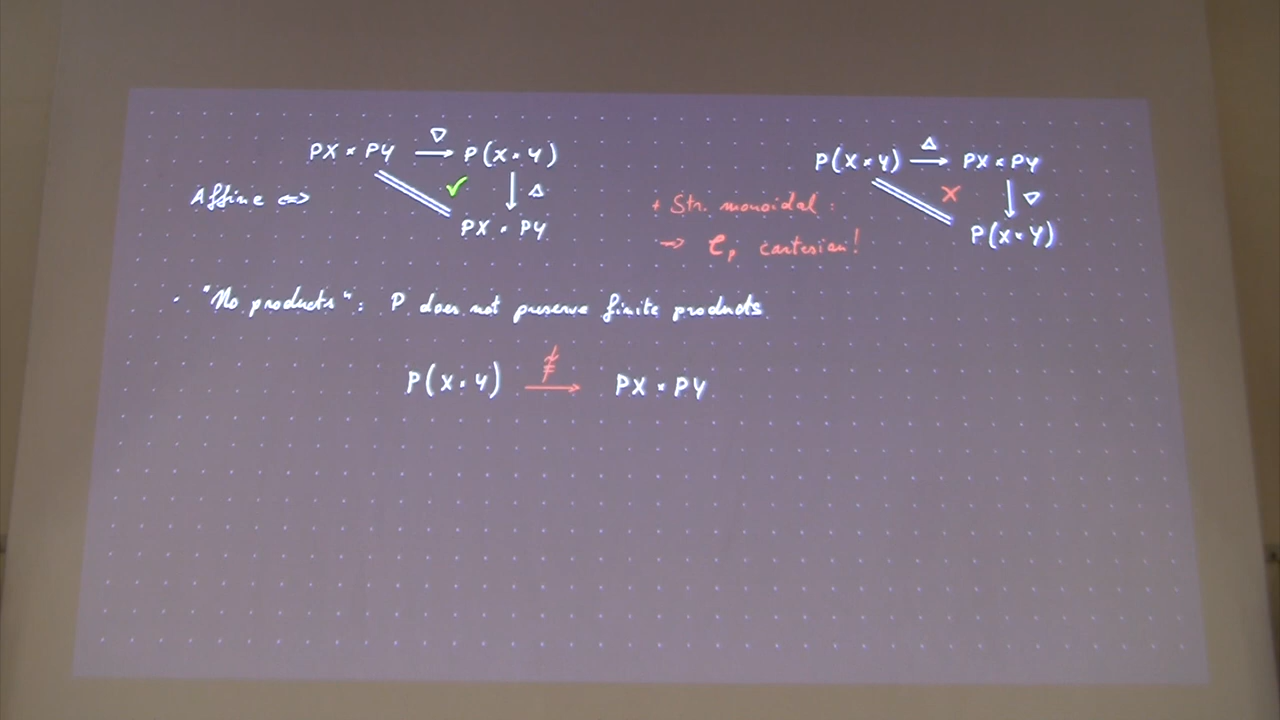 PX × PY —∇→ P(X × Y)
Affine <=> ✓ ↓ Δ
PX × PY
P(X × Y) —Δ→ PX × PY
+ Str. monoidal : ✗ ↓ ∇
→ C_P cartesian! P(X × Y)
· "No products" : P does not preserve finite products
P(X × Y) —≇→ PX × PY